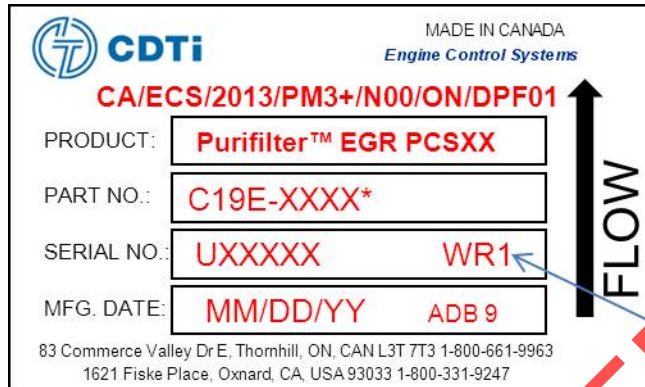 CDTi
MADE IN CANADA
Engine Control Systems
CA/ECS/2013/PM3+/N00/ON/DPF01
PRODUCT: Purifilter™ EGR PCSXX
PART NO.: C19E-XXXX*
SERIAL NO.: UXXXXX WR1
MFG. DATE: MM/DD/YY ADB 9
FLOW
83 Commerce Valley Dr E, Thornhill, ON, CAN L3T 7T3 1-800-661-9963
1621 Fiske Place, Oxnard, CA, USA 93033 1-800-331-9247